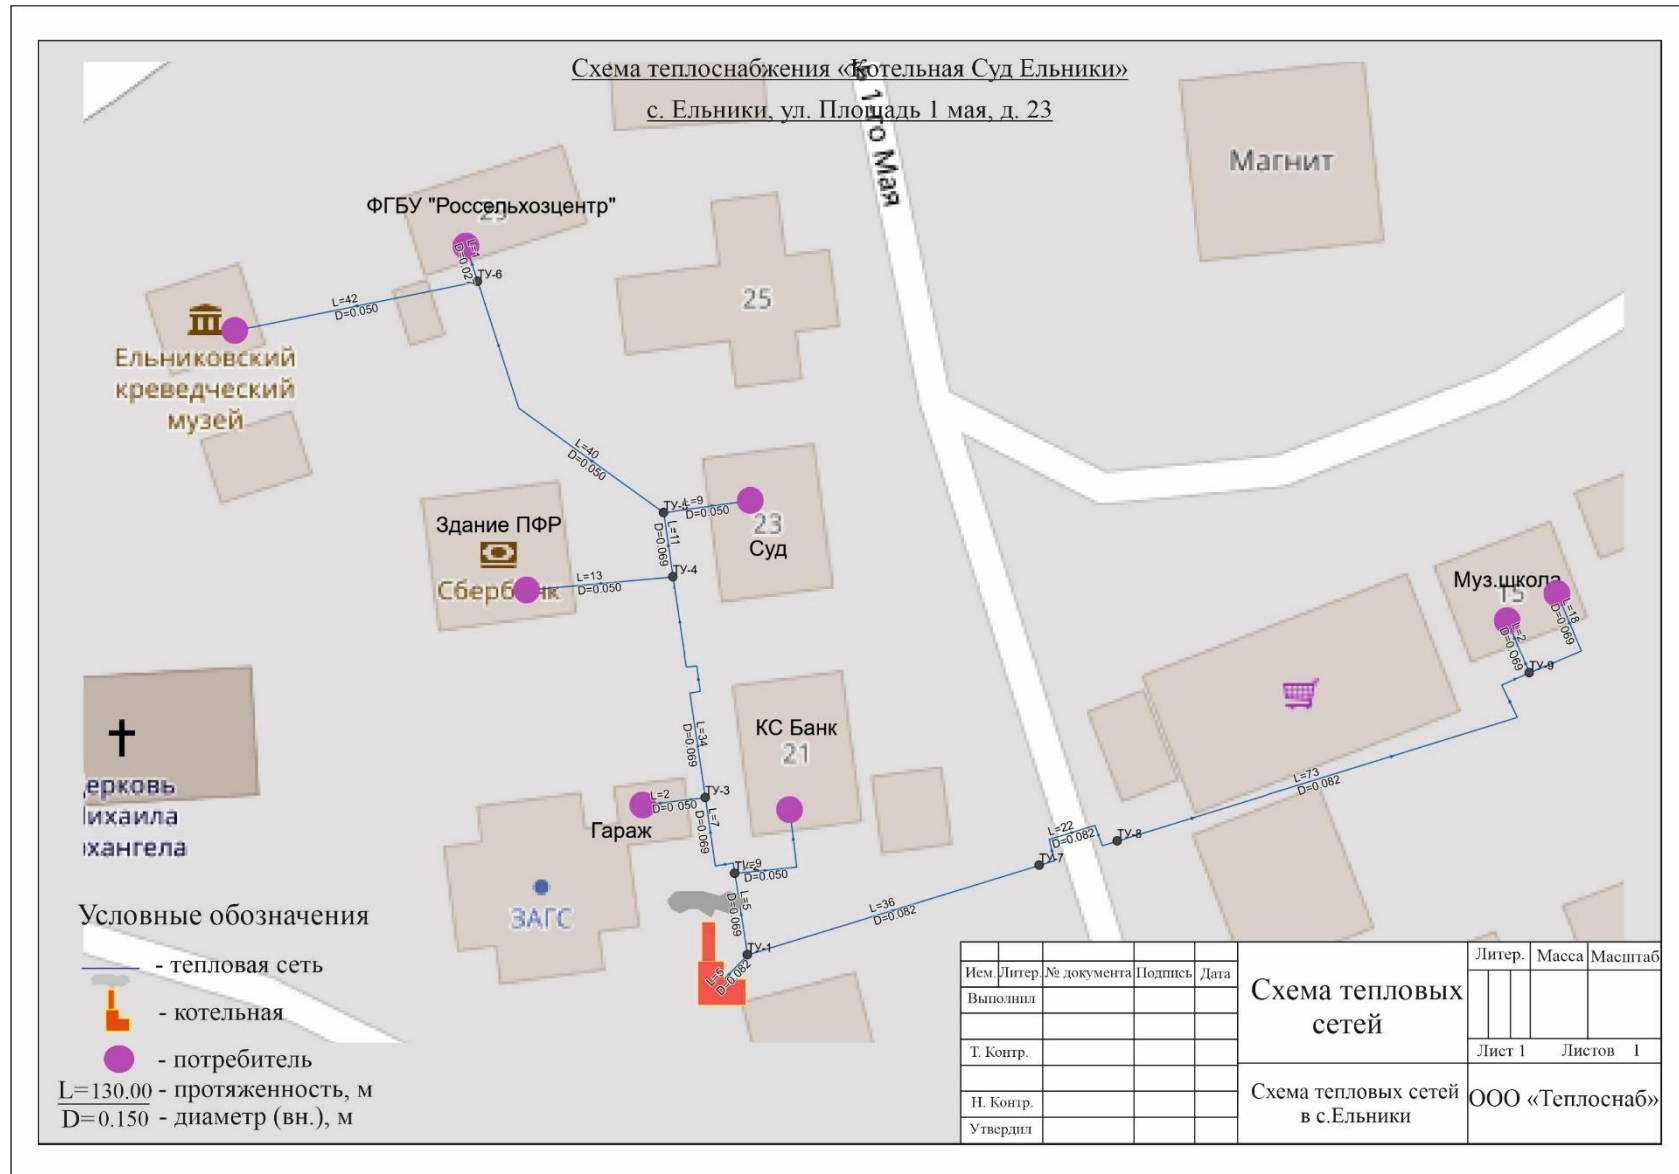 Схема теплоснабжения «Котельная Суд Ельники»
с. Ельники, ул. Площадь 1 мая, д. 23
1-го Мая
Магнит
ФГБУ "Россельхозцентр"
D=0.027
ТУ-6
L=42
D=0.050
25
Ельниковский
креведческий
музей
L=40
D=0.050
ТУ-5
L=9
D=0.050
23
Суд
Здание ПФР
Сбербанк
L=11
D=0.069
ТУ-4
L=13
D=0.050
Муз.школа
15
L=18
D=0.069
L=2
D=0.069
ТУ-9
L=34
D=0.069
КС Банк
21
L=73
D=0.082
ерковь
ихаила
рхангела
L=2
D=0.050
ТУ-3
Гараж
L=7
D=0.069
L=22
D=0.082
ТУ-8
ТУ-7
L=9
D=0.050
ЗАГС
L=5
D=0.069
L=36
D=0.082
ТУ-1
L=5
D=0.082
Условные обозначения
- тепловая сеть
- котельная
- потребитель
L=130.00 - протяженность, м
D=0.150 - диаметр (вн.), м
Ием. Литер. № документа Подпись Дата
Выполнил
Т. Контр.
Н. Контр.
Утвердил
Схема тепловых
сетей
Схема тепловых сетей
в с.Ельники
Литер. Масса Масштаб
Лист 1 Листов 1
ООО «Теплоснаб»